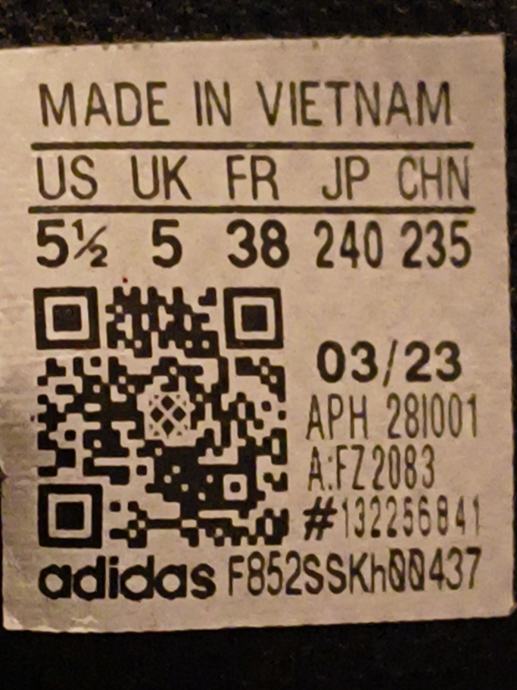 MADE IN VIETNAM
US UK FR JP CHN
5½ 5 38 240 235
03/23
APH 28I001
A:FZ2083
#132256841
adidas F852SSKh00437